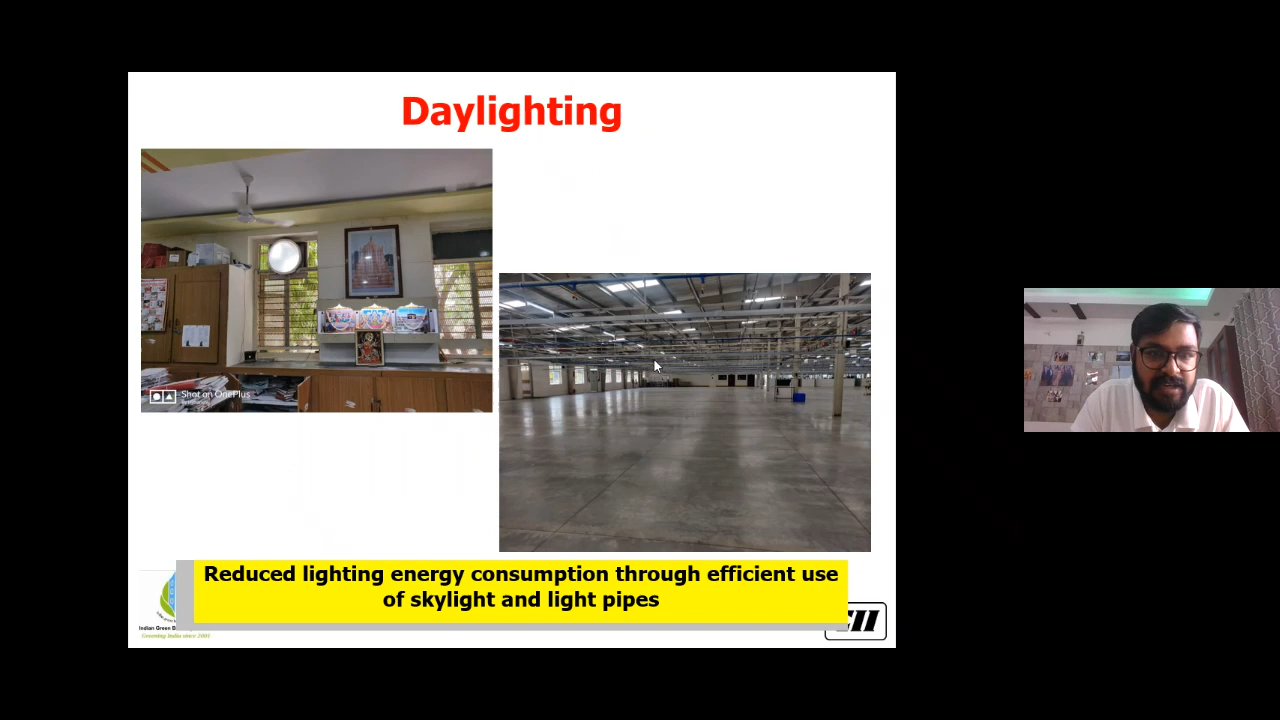 Daylighting
Shot on OnePlus
Reduced lighting energy consumption through efficient use
of skylight and light pipes
Indian Green
Greening India since 2001